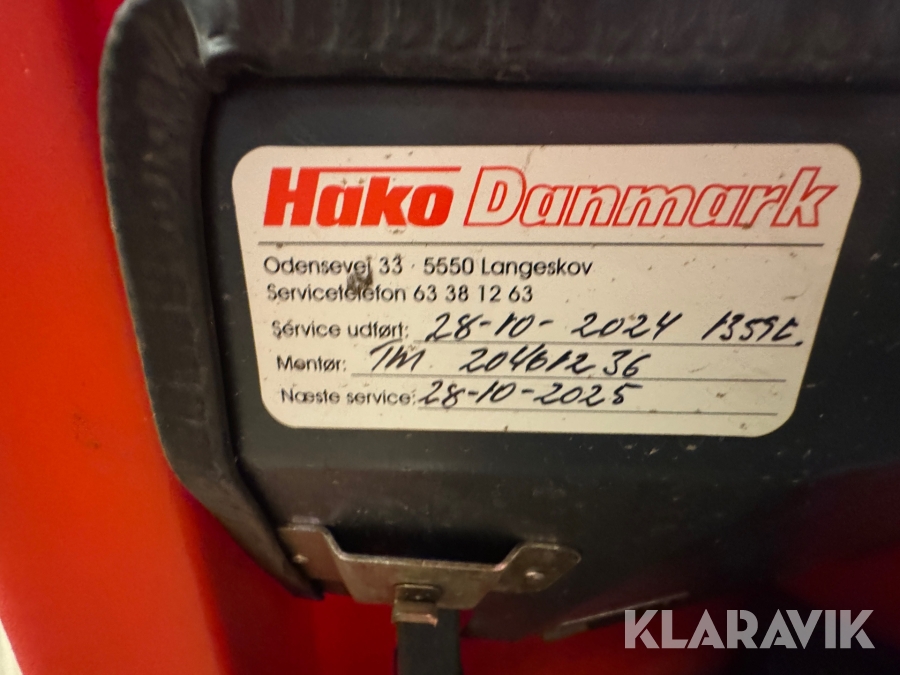 Hako Danmark
Odensevej 33 · 5550 Langeskov
Servicetelefon 63 38 12 63
Service udført: 28-10-2024 1359t.
Mentør: TM 20461236
Næste service: 28-10-2025
KLARAVIK